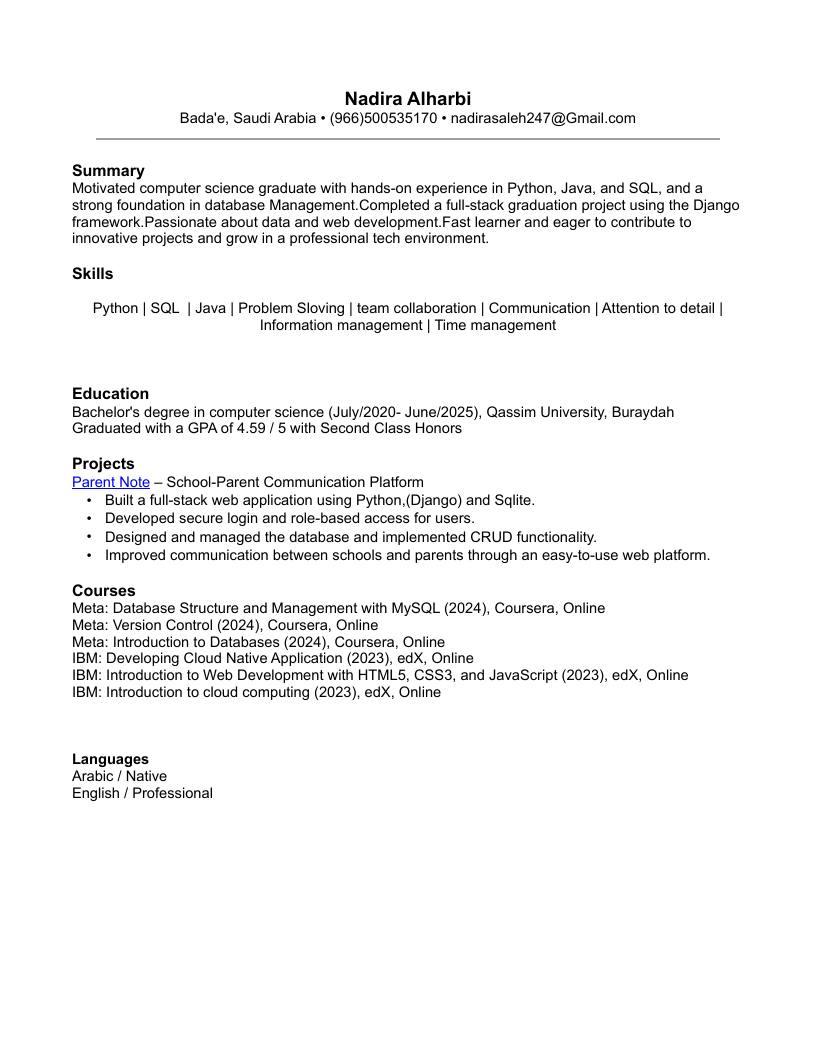 Nadira Alharbi
Bada'e, Saudi Arabia • (966)500535170 • nadirasaleh247@Gmail.com
Summary
Motivated computer science graduate with hands-on experience in Python, Java, and SQL, and a
strong foundation in database Management.Completed a full-stack graduation project using the Django
framework.Passionate about data and web development.Fast learner and eager to contribute to
innovative projects and grow in a professional tech environment.
Skills
Python | SQL  | Java | Problem Sloving | team collaboration | Communication | Attention to detail |
Information management | Time management
Education
Bachelor's degree in computer science (July/2020- June/2025), Qassim University, Buraydah
Graduated with a GPA of 4.59 / 5 with Second Class Honors
Projects
Parent Note – School-Parent Communication Platform
• Built a full-stack web application using Python,(Django) and Sqlite.
• Developed secure login and role-based access for users.
• Designed and managed the database and implemented CRUD functionality.
• Improved communication between schools and parents through an easy-to-use web platform.
Courses
Meta: Database Structure and Management with MySQL (2024), Coursera, Online
Meta: Version Control (2024), Coursera, Online
Meta: Introduction to Databases (2024), Coursera, Online
IBM: Developing Cloud Native Application (2023), edX, Online
IBM: Introduction to Web Development with HTML5, CSS3, and JavaScript (2023), edX, Online
IBM: Introduction to cloud computing (2023), edX, Online
Languages
Arabic / Native
English / Professional